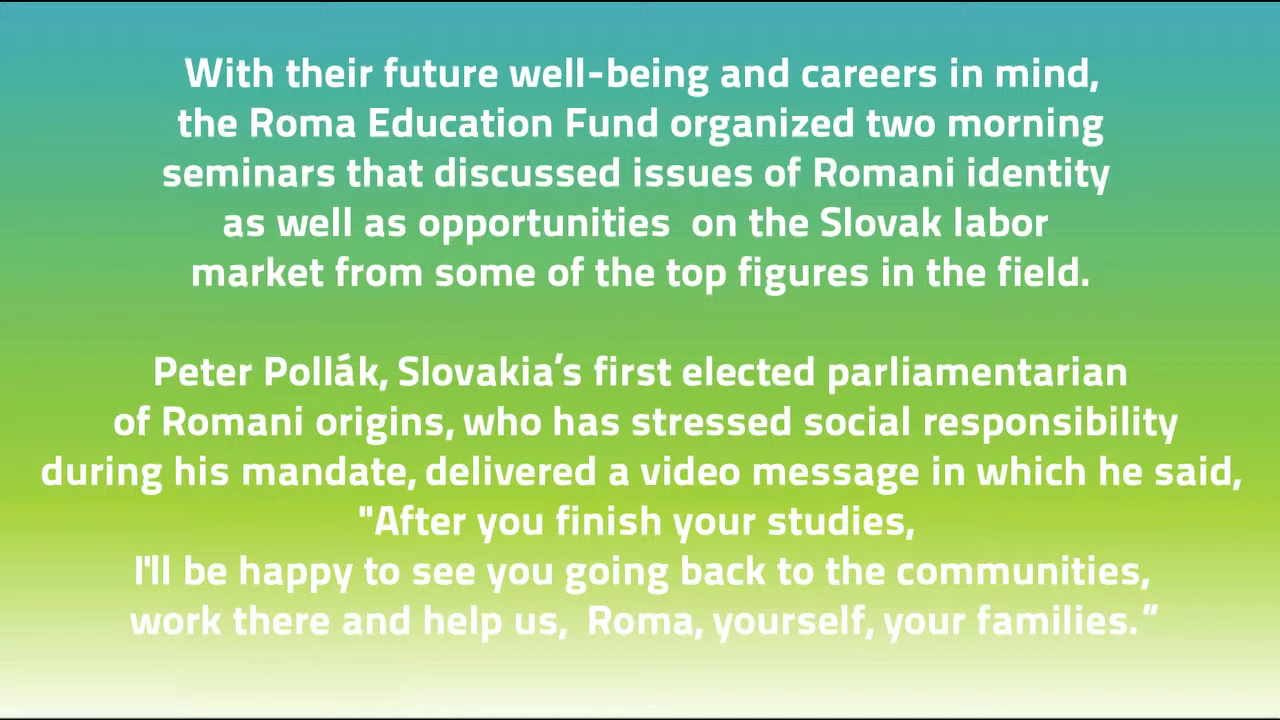 With their future well-being and careers in mind,
the Roma Education Fund organized two morning
seminars that discussed issues of Romani identity
as well as opportunities  on the Slovak labor
market from some of the top figures in the field.
Peter Pollák, Slovakia’s first elected parliamentarian
of Romani origins, who has stressed social responsibility
during his mandate, delivered a video message in which he said,
"After you finish your studies,
I'll be happy to see you going back to the communities,
work there and help us,  Roma, yourself, your families.”